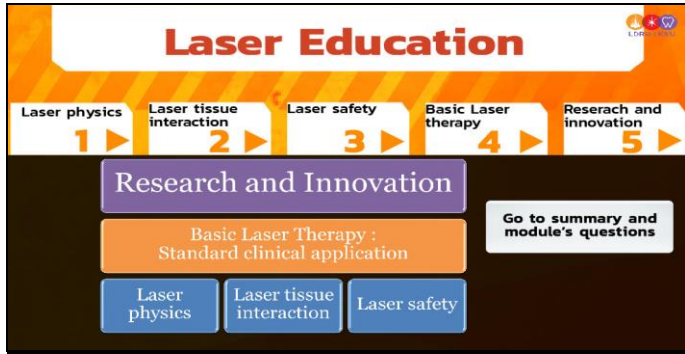 Laser Education
Laser physics
1
Laser tissue
interaction
2
Laser safety
3
Basic Laser
therapy
4
Reserach and
innovation
5
Research and Innovation
Basic Laser Therapy :
Standard clinical application
Laser
physics
Laser tissue
interaction
Laser safety
Go to summary and
module's questions